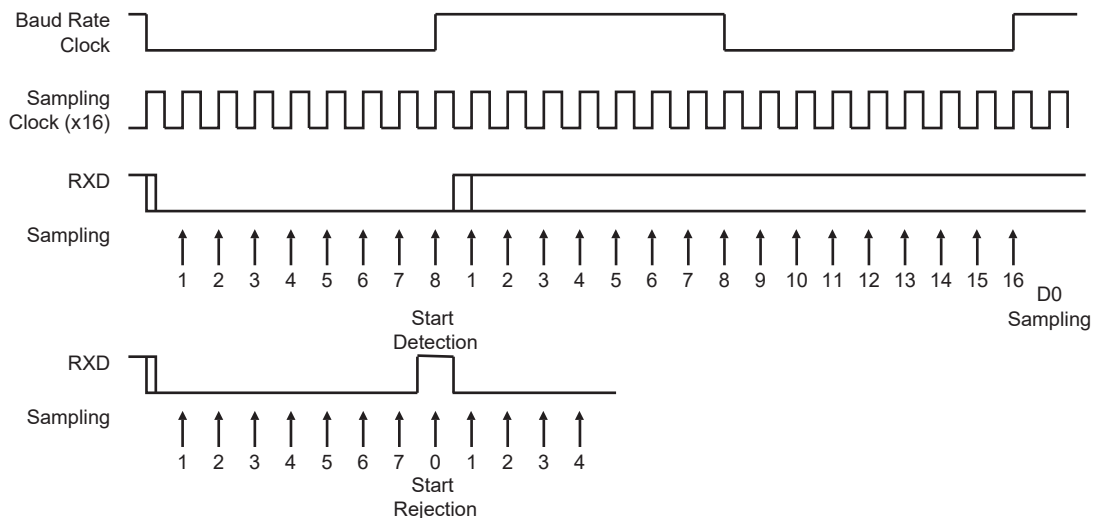 Baud Rate
Clock
Sampling
Clock (x16)
RXD
Sampling
1 2 3 4 5 6 7 8 1 2 3 4 5 6 7 8 9 10 11 12 13 14 15 16
D0
Sampling
Start
Detection
RXD
Sampling
1 2 3 4 5 6 7 0 1 2 3 4
Start
Rejection